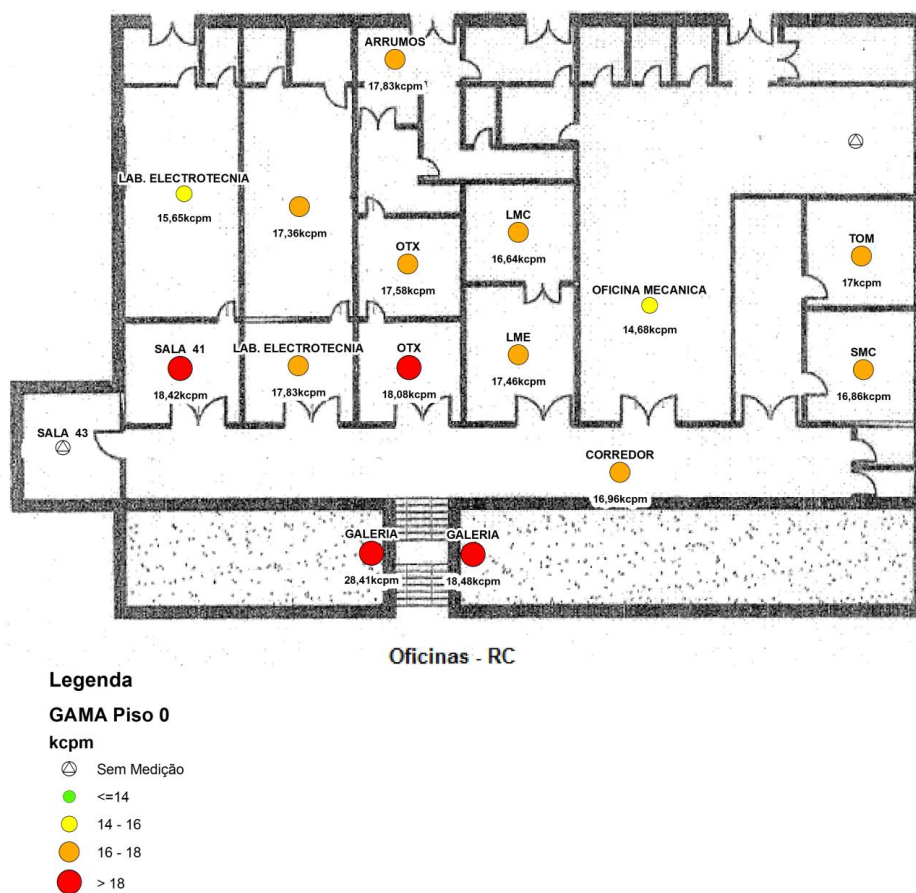 ARRUMOS
17,83kcpm
LAB. ELECTROTECNIA
15,65kcpm
17,36kcpm
OTX
17,58kcpm
LMC
16,64kcpm
TOM
17kcpm
OFICINA MECANICA
14,68kcpm
SALA 41
18,42kcpm
LAB. ELECTROTECNIA
17,83kcpm
OTX
18,08kcpm
LME
17,46kcpm
SMC
16,86kcpm
SALA 43
CORREDOR
16,96kcpm
GALERIA
28,41kcpm
GALERIA
18,48kcpm
Oficinas - RC
Legenda
GAMA Piso 0
kcpm
Sem Medição
<=14
14 - 16
16 - 18
> 18